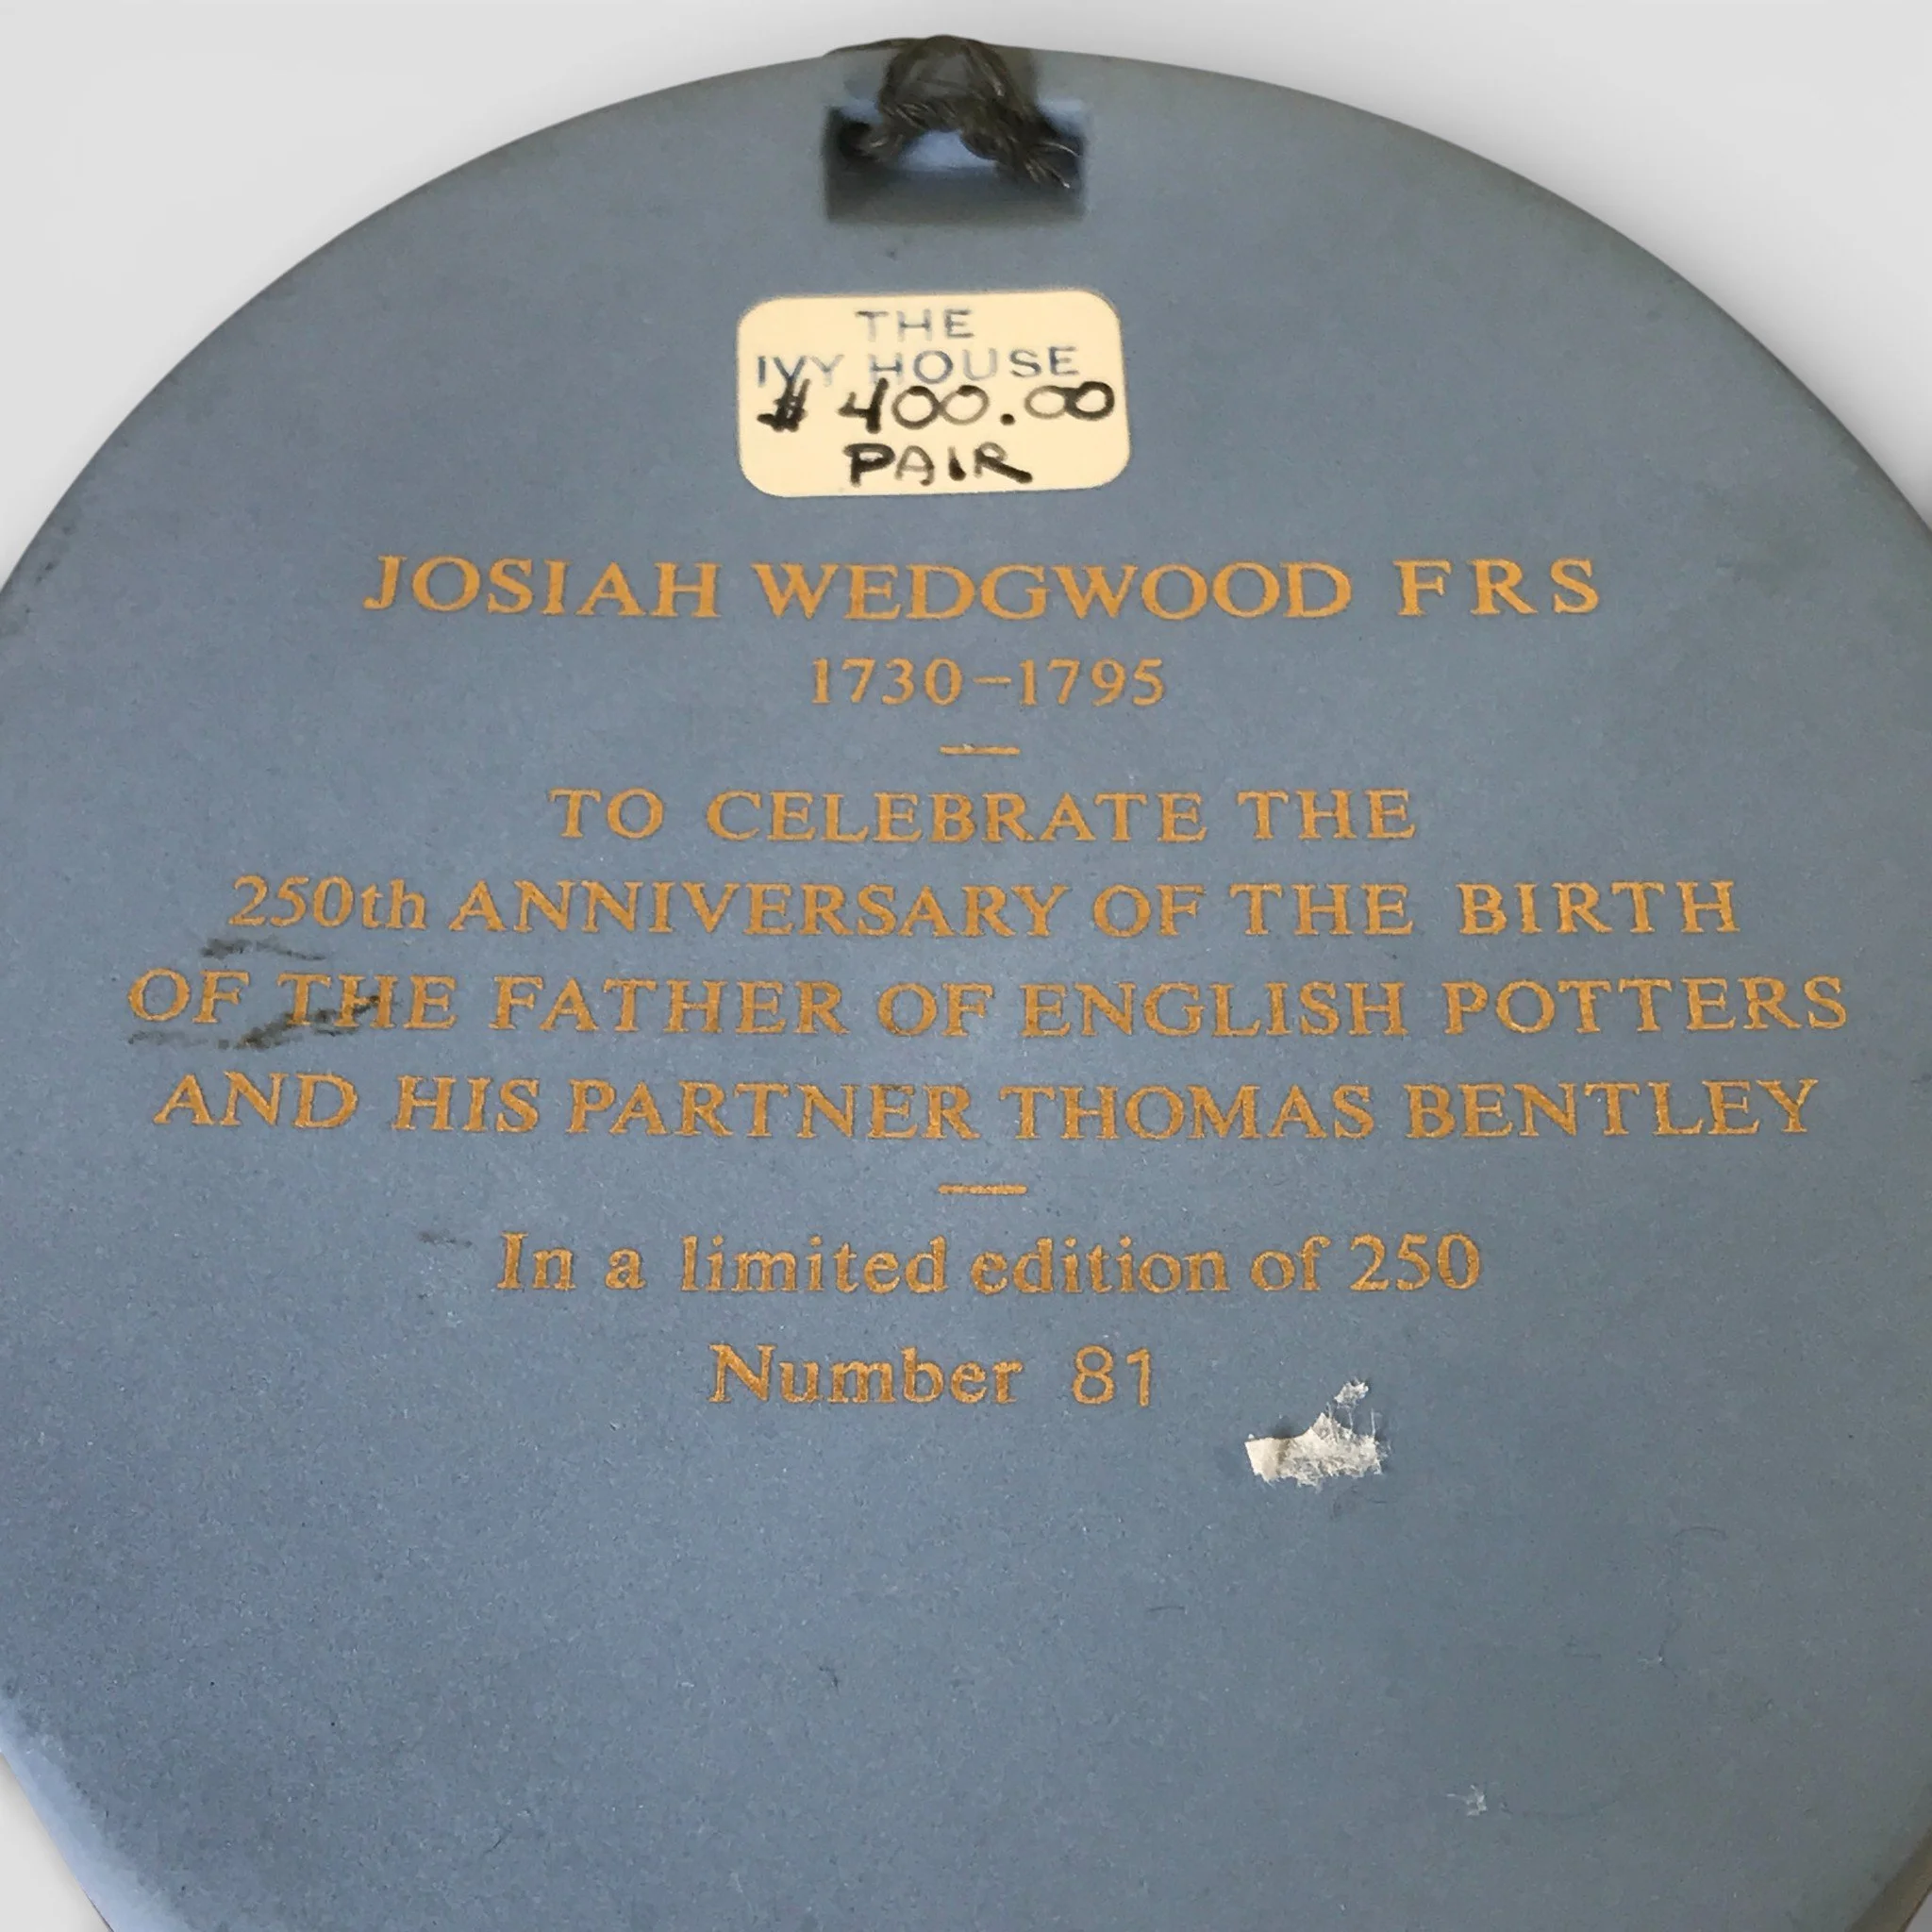 THE
IVY HOUSE
$400.00
PAIR
JOSIAH WEDGWOOD FRS
1730–1795
TO CELEBRATE THE
250th ANNIVERSARY OF THE BIRTH
OF THE FATHER OF ENGLISH POTTERS
AND HIS PARTNER THOMAS BENTLEY
In a limited edition of 250
Number 81